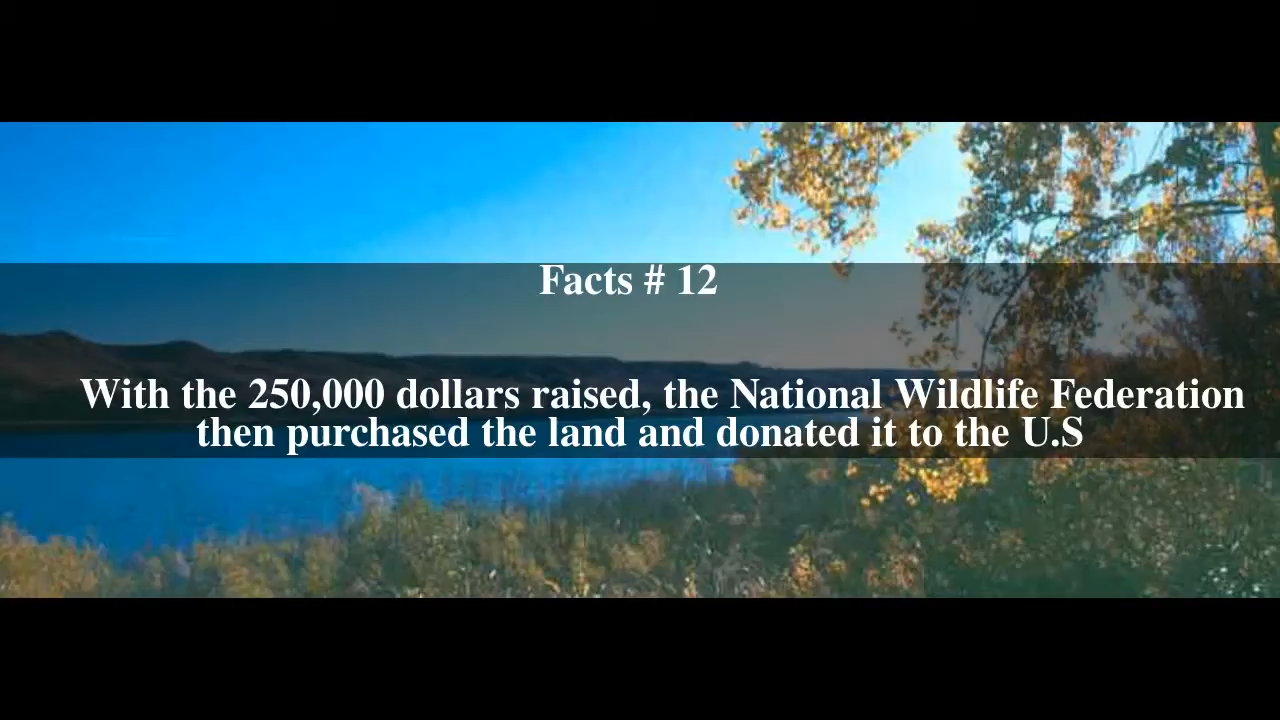 Facts # 12
With the 250,000 dollars raised, the National Wildlife Federation
then purchased the land and donated it to the U.S